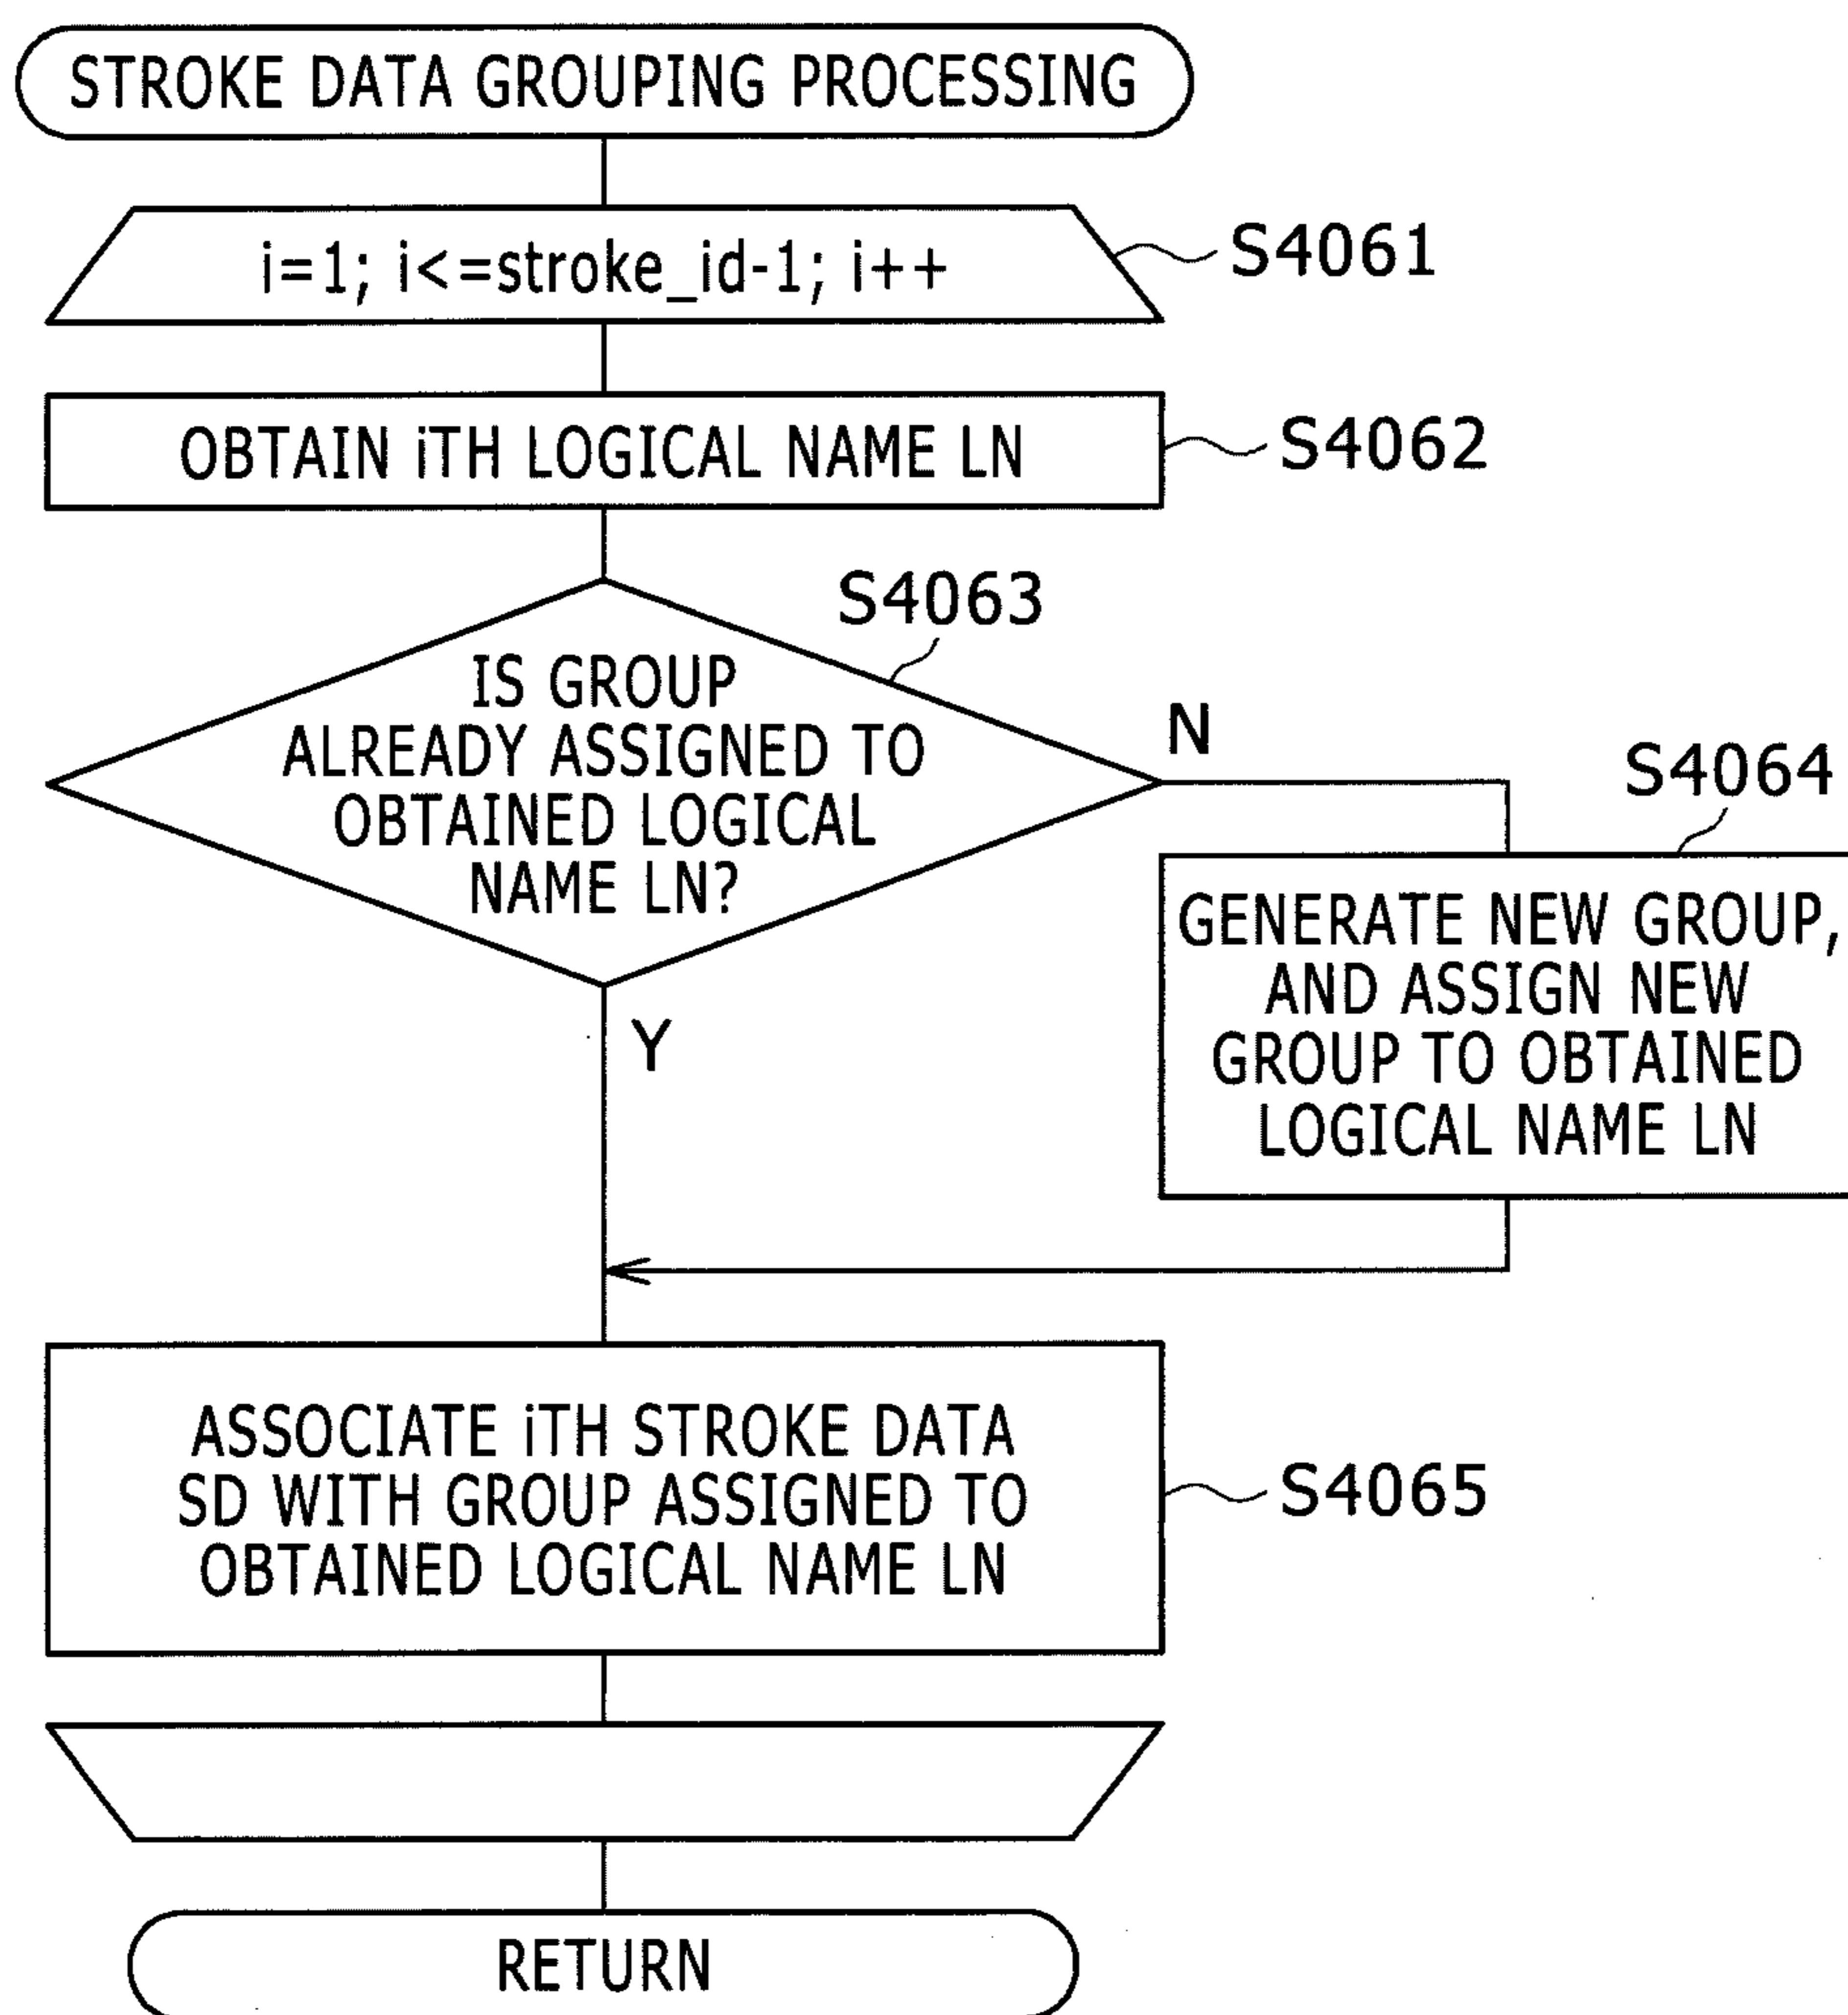 STROKE DATA GROUPING PROCESSING
i=1; i<=stroke_id-1; i++
S4061
OBTAIN iTH LOGICAL NAME LN
S4062
S4063
IS GROUP
ALREADY ASSIGNED TO
OBTAINED LOGICAL
NAME LN?
N
Y
S4064
GENERATE NEW GROUP,
AND ASSIGN NEW
GROUP TO OBTAINED
LOGICAL NAME LN
ASSOCIATE iTH STROKE DATA
SD WITH GROUP ASSIGNED TO
OBTAINED LOGICAL NAME LN
S4065
RETURN